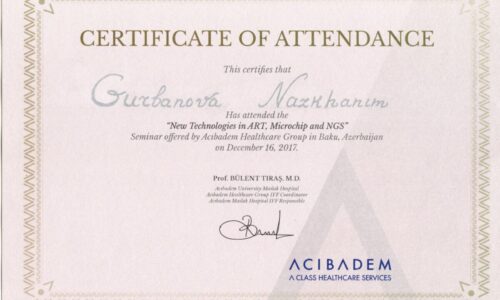 CERTIFICATE OF ATTENDANCE
This certifies that
Gurbanova Nazkhanim
Has attended the
"New Technologies in ART, Microchip and NGS"
Seminar offered by Acibadem Healthcare Group in Baku, Azerbaijan
on December 16, 2017.
Prof. BÜLENT TIRAŞ, M.D.
Acibadem University Maslak Hospital
Acibadem Healthcare Group IVF Coordinator
Acibadem Maslak Hospital IVF Responsible
ACIBADEM
A CLASS HEALTHCARE SERVICES